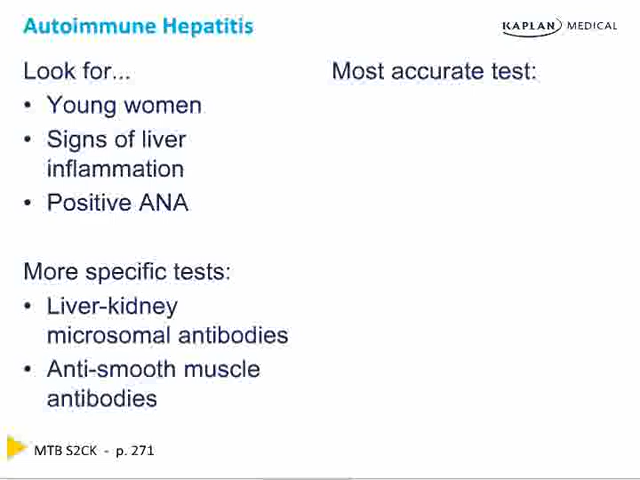 Autoimmune Hepatitis
KAPLAN MEDICAL
Look for...
• Young women
• Signs of liver
inflammation
• Positive ANA
More specific tests:
• Liver-kidney
microsomal antibodies
• Anti-smooth muscle
antibodies
Most accurate test:
MTB S2CK - p. 271